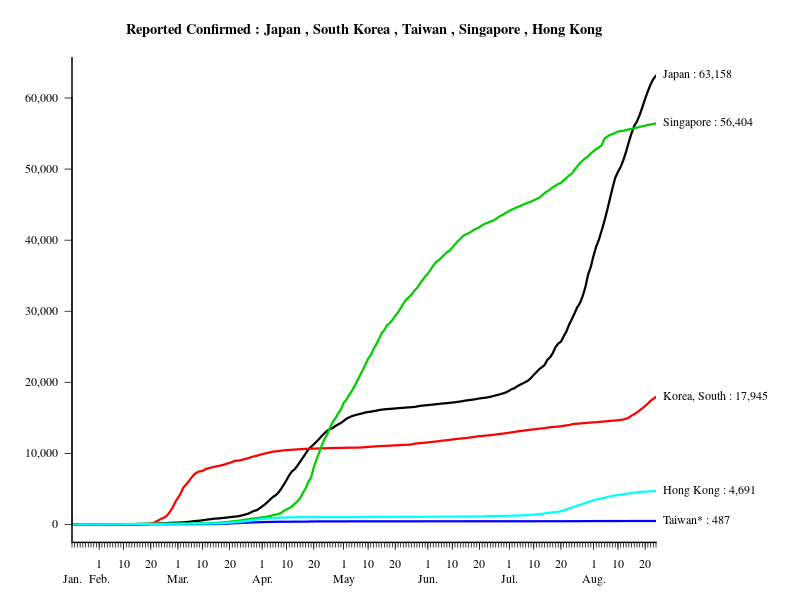 Reported Confirmed : Japan , South Korea , Taiwan , Singapore , Hong Kong
Japan : 63,158
60,000
Singapore : 56,404
50,000
40,000
30,000
20,000
Korea, South : 17,945
10,000
Hong Kong : 4,691
0
Taiwan* : 487
1 10 20 1 10 20 1 10 20 1 10 20 1 10 20 1 10 20 1 10 20
Jan. Feb. Mar. Apr. May Jun. Jul. Aug.